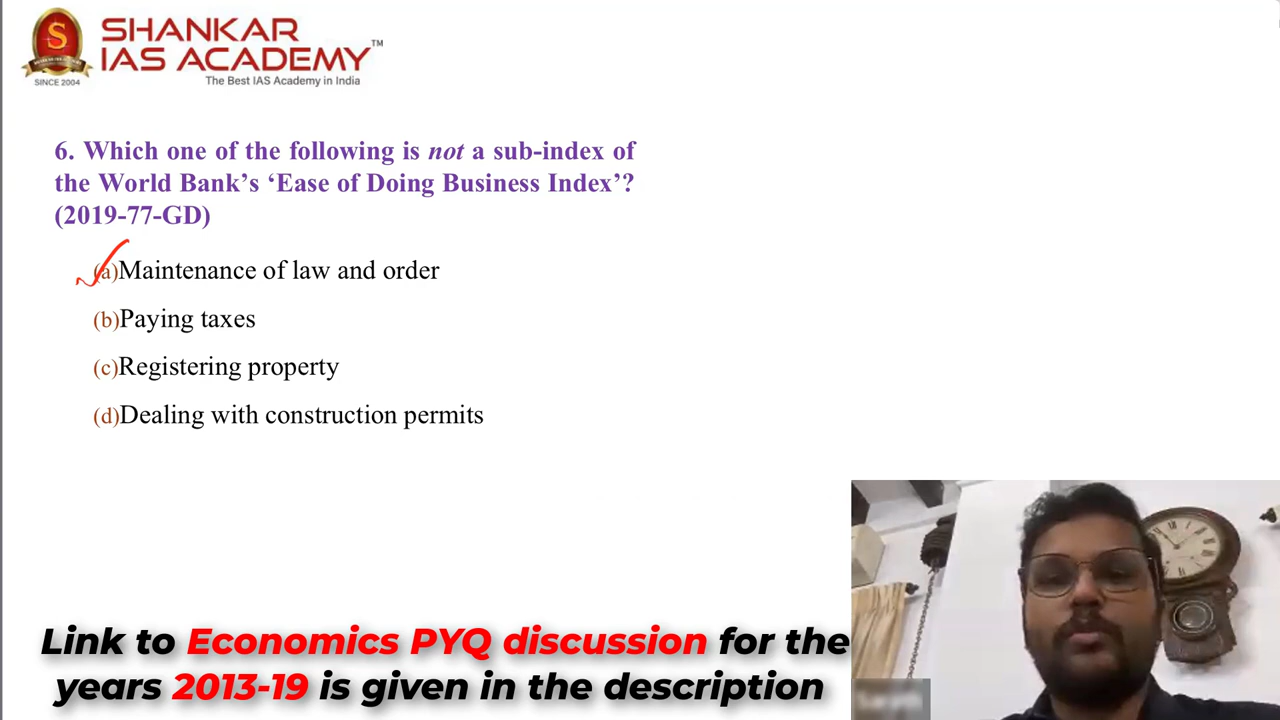 SHANKAR
IAS ACADEMY™
The Best IAS Academy in India
S
SINCE 2004
6. Which one of the following is not a sub-index of
the World Bank’s ‘Ease of Doing Business Index’?
(2019-77-GD)
(a)Maintenance of law and order
(b)Paying taxes
(c)Registering property
(d)Dealing with construction permits
Link to Economics PYQ discussion for the
years 2013-19 is given in the description